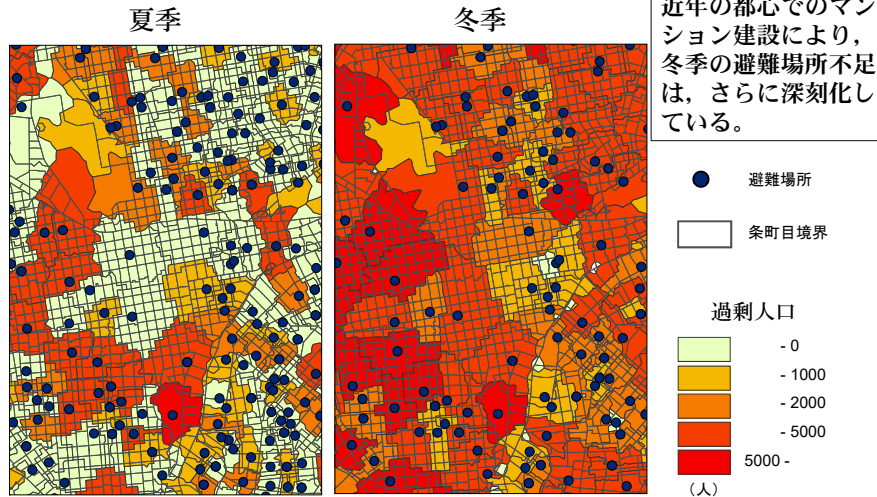 夏季
冬季
近年の都心でのマン
ション建設により，
冬季の避難場所不足
は，さらに深刻化し
ている。
避難場所
条町目境界
過剰人口
- 0
- 1000
- 2000
- 5000
5000 -
（人）